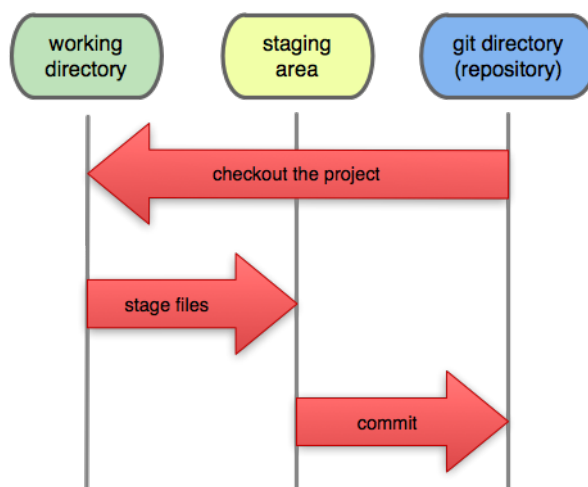 working
directory
staging
area
git directory
(repository)
checkout the project
stage files
commit